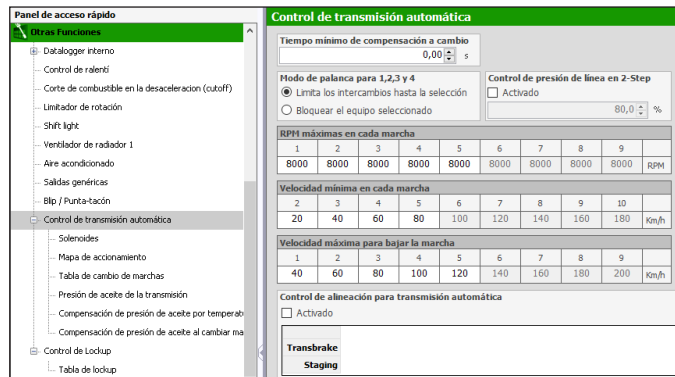 Panel de acceso rápido
Otras Funciones
Datalogger interno
Control de ralentí
Corte de combustible en la desaceleracion (cutoff)
Limitador de rotación
Shift light
Ventilador de radiador 1
Aire acondicionado
Salidas genéricas
Blip / Punta-tacón
Control de transmisión automática
Solenoides
Mapa de accionamiento
Tabla de cambio de marchas
Presión de aceite de la transmisión
Compensación de presión de aceite por temperatu
Compensación de presión de aceite al cambiar ma
Control de Lockup
Tabla de lockup
Control de transmisión automática
Tiempo mínimo de compensación a cambio
0,00 s
Modo de palanca para 1,2,3 y 4
Limita los intercambios hasta la selección
Bloquear el equipo seleccionado
Control de presión de línea en 2-Step
Activado
80,0 %
RPM máximas en cada marcha
1 2 3 4 5 6 7 8 9
8000 8000 8000 8000 8000 8000 8000 8000 8000 RPM
Velocidad mínima en cada marcha
2 3 4 5 6 7 8 9 10
20 40 60 80 100 120 140 160 180 Km/h
Velocidad máxima para bajar la marcha
1 2 3 4 5 6 7 8 9
40 60 80 100 120 140 160 180 200 Km/h
Control de alineación para transmisión automática
Activado
Transbrake
Staging